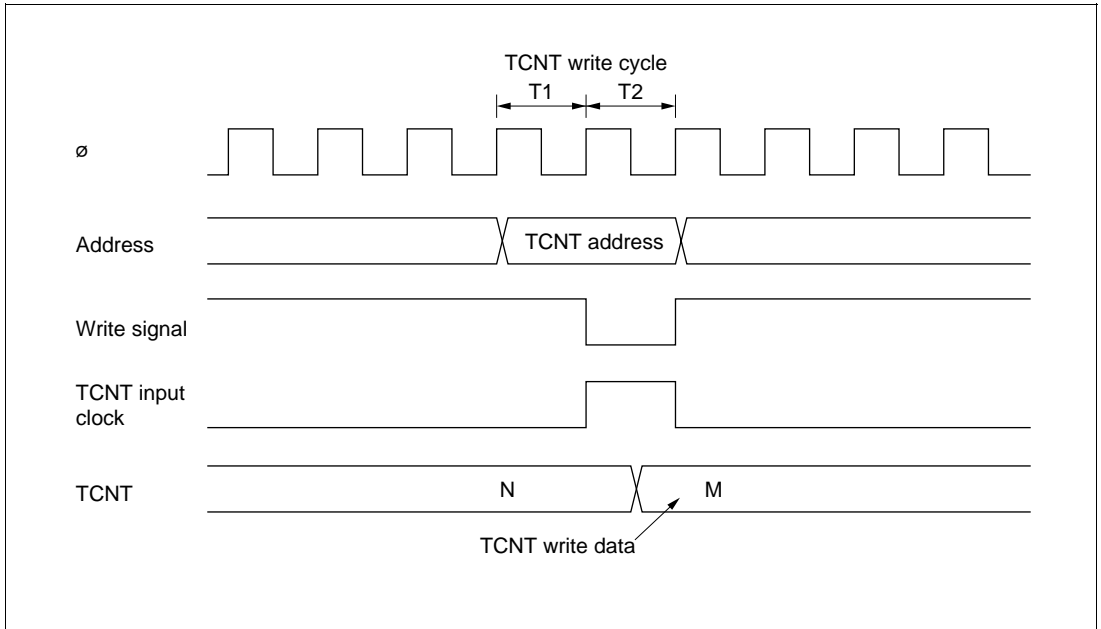 TCNT write cycle
T1 T2
ø
Address
TCNT address
Write signal
TCNT input
clock
TCNT
N
M
TCNT write data